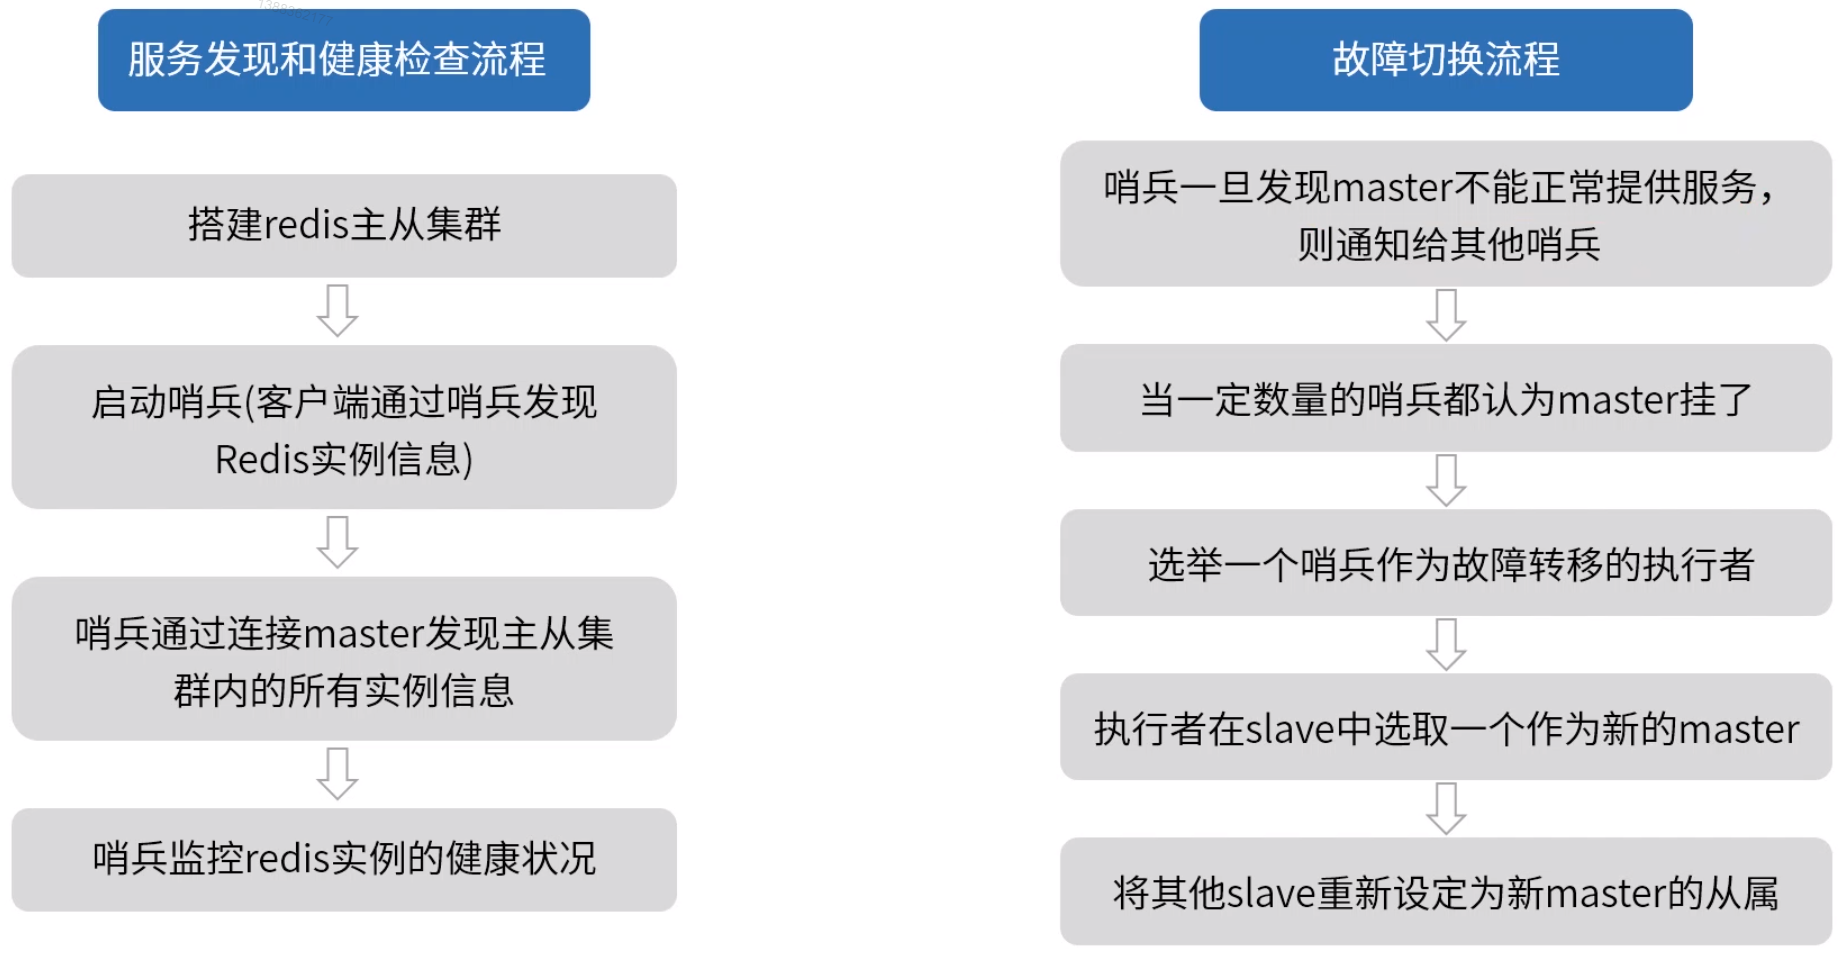 1388362177
服务发现和健康检查流程
搭建redis主从集群
启动哨兵(客户端通过哨兵发现
Redis实例信息)
哨兵通过连接master发现主从集
群内的所有实例信息
哨兵监控redis实例的健康状况
故障切换流程
哨兵一旦发现master不能正常提供服务，
则通知给其他哨兵
当一定数量的哨兵都认为master挂了
选举一个哨兵作为故障转移的执行者
执行者在slave中选取一个作为新的master
将其他slave重新设定为新master的从属